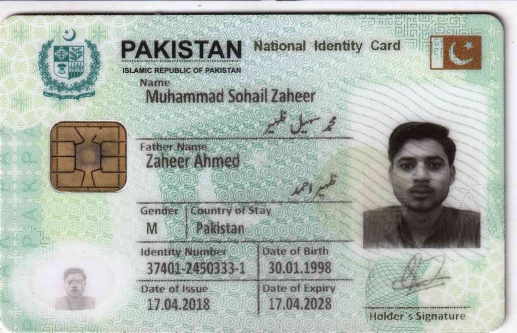 PAKISTAN National Identity Card
ISLAMIC REPUBLIC OF PAKISTAN
Name
Muhammad Sohail Zaheer
محمد سہیل ظہیر
Father Name
Zaheer Ahmed
ظہیر احمد
Gender Country of Stay
M Pakistan
Identity Number Date of Birth
37401-2450333-1 30.01.1998
Date of Issue Date of Expiry
17.04.2018 17.04.2028
Holder's Signature